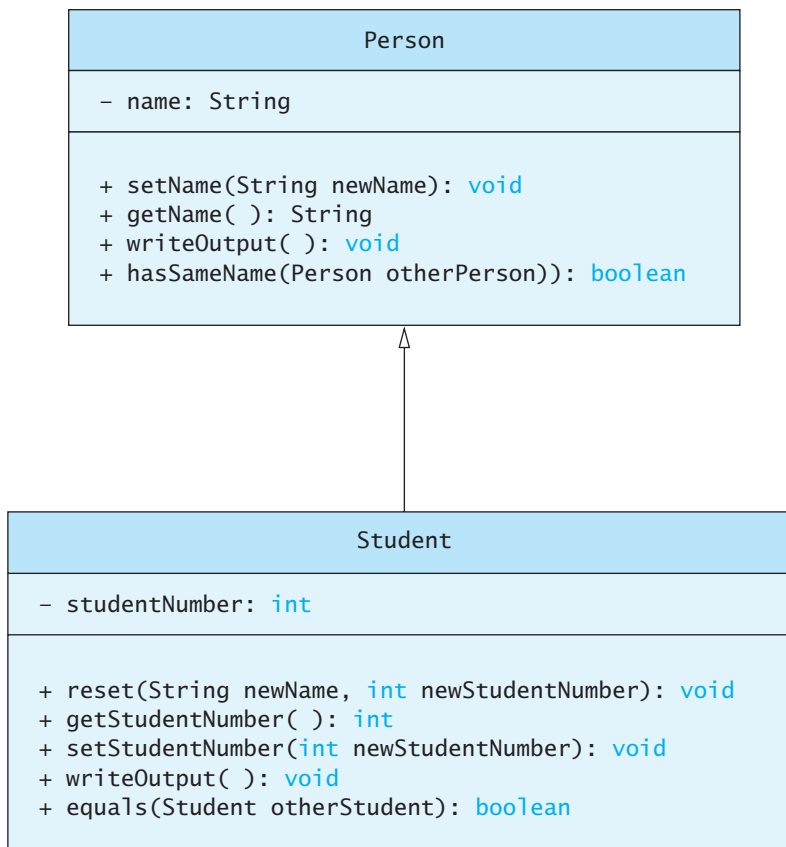 Person
– name: String
+ setName(String newName): void
+ getName( ): String
+ writeOutput( ): void
+ hasSameName(Person otherPerson)): boolean
Student
– studentNumber: int
+ reset(String newName, int newStudentNumber): void
+ getStudentNumber( ): int
+ setStudentNumber(int newStudentNumber): void
+ writeOutput( ): void
+ equals(Student otherStudent): boolean